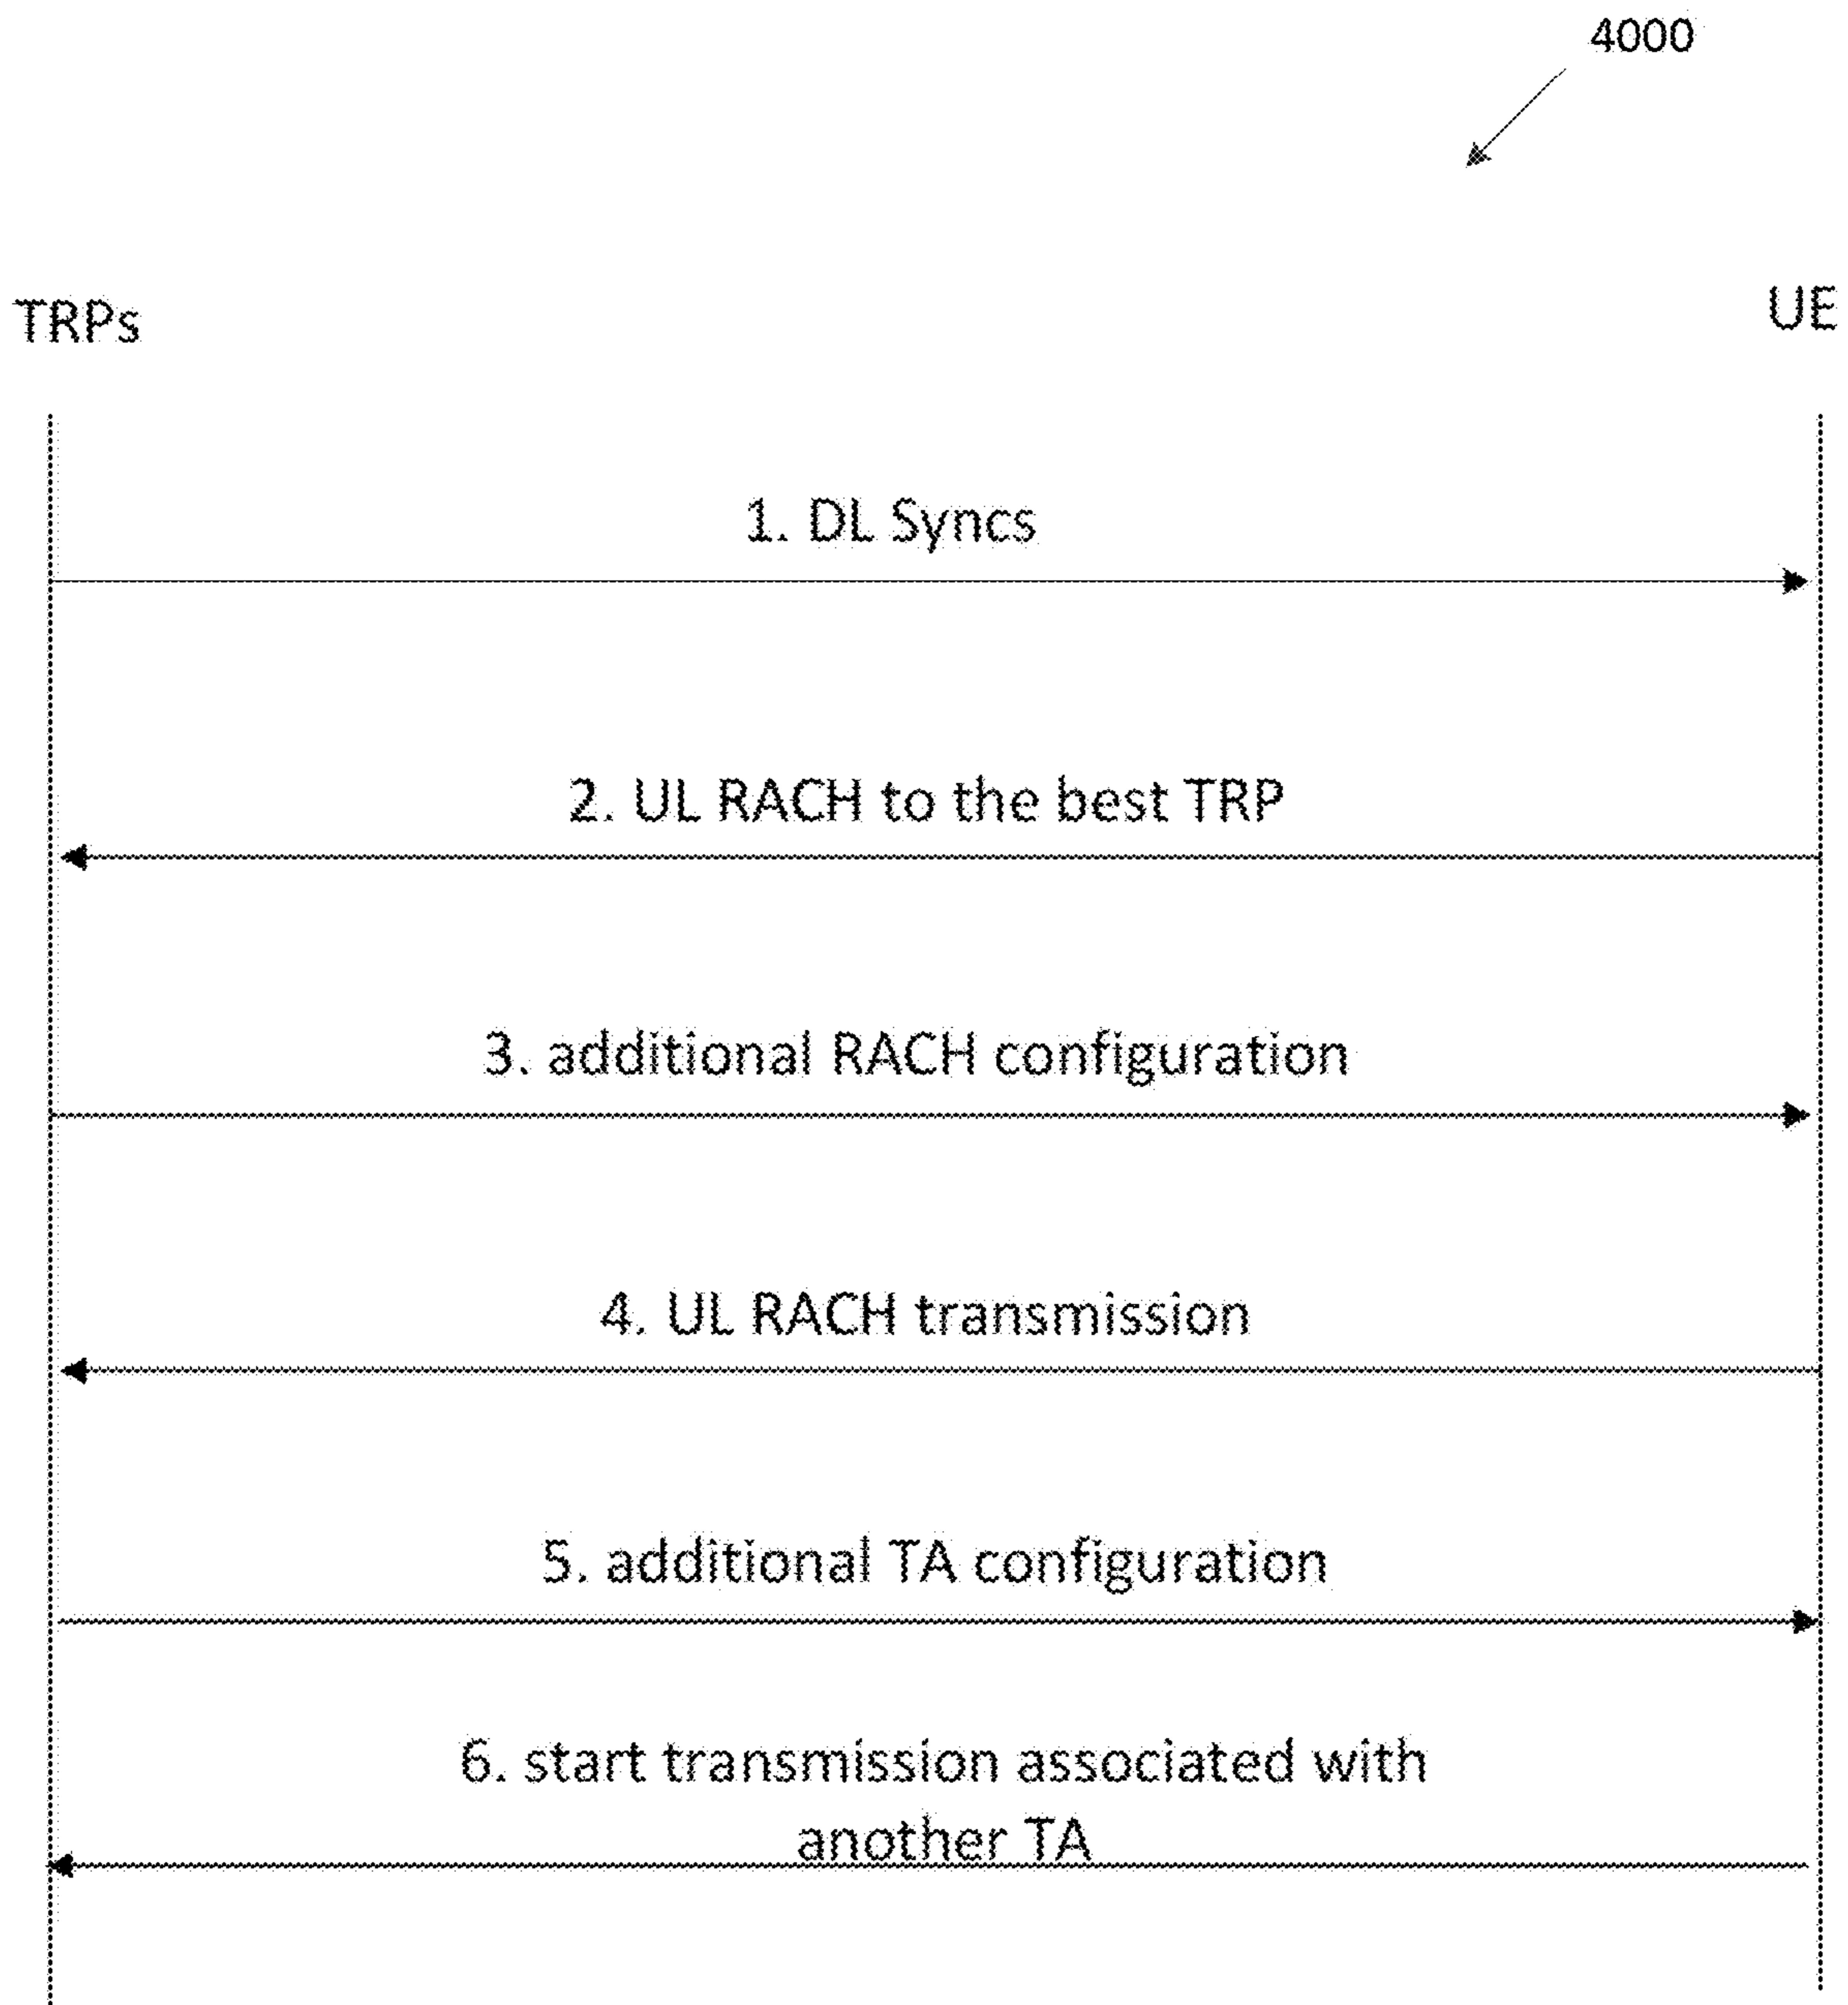 4000
TRPs
UE
1. DL Syncs
2. UL RACH to the best TRP
3. additional RACH configuration
4. UL RACH transmission
5. additional TA configuration
6. start transmission associated with
another TA